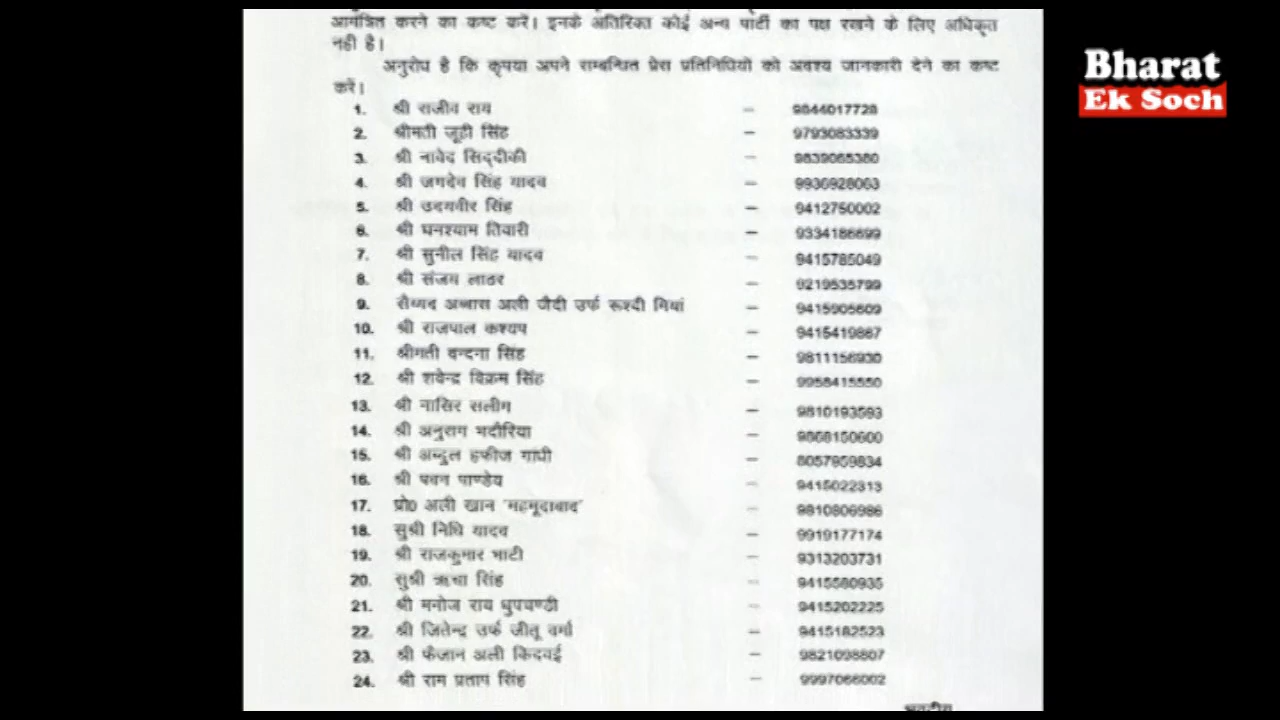 आमंत्रित करने का कष्ट करें। इनके अतिरिक्त कोई अन्य पार्टी का पक्ष रखने के लिए अधिकृत
नही है।
अनुरोध है कि कृपया अपने सम्बन्धित प्रेस प्रतिनिधियों को अवश्य जानकारी देने का कष्ट
करें।
Bharat
Ek Soch
1. श्री राजीव राय – 9844017728
2. श्रीमती जूही सिंह – 9793083339
3. श्री नावेद सिद्दीकी – 9839065380
4. श्री जगदेव सिंह यादव – 9936928063
5. श्री उदयवीर सिंह – 9412750002
6. श्री घनश्याम तिवारी – 9334186699
7. श्री सुनील सिंह यादव – 9415785049
8. श्री संजय लाठर – 9219535799
9. सैय्यद अब्बास अली जैदी उर्फ रूश्दी मियां – 9415905609
10. श्री राजपाल कश्यप – 9415419867
11. श्रीमती वन्दना सिंह – 9811156930
12. श्री शवेन्द्र विक्रम सिंह – 9958415550
13. श्री नासिर सलीम – 9810193593
14. श्री अनुराग भदौरिया – 9868150600
15. श्री अब्दुल हफीज गांधी – 8057959834
16. श्री पवन पाण्डेय – 9415022313
17. प्रो0 अली खान 'महमूदाबाद' – 9810806986
18. सुश्री निधि यादव – 9919177174
19. श्री राजकुमार भाटी – 9313203731
20. सुश्री ऋचा सिंह – 9415580935
21. श्री मनोज राय धुपचण्डी – 9415202225
22. श्री जितेन्द्र उर्फ जीतू वर्मा – 9415182523
23. श्री फैजान अली किदवई – 9821098807
24. श्री राम प्रताप सिंह – 9997066002